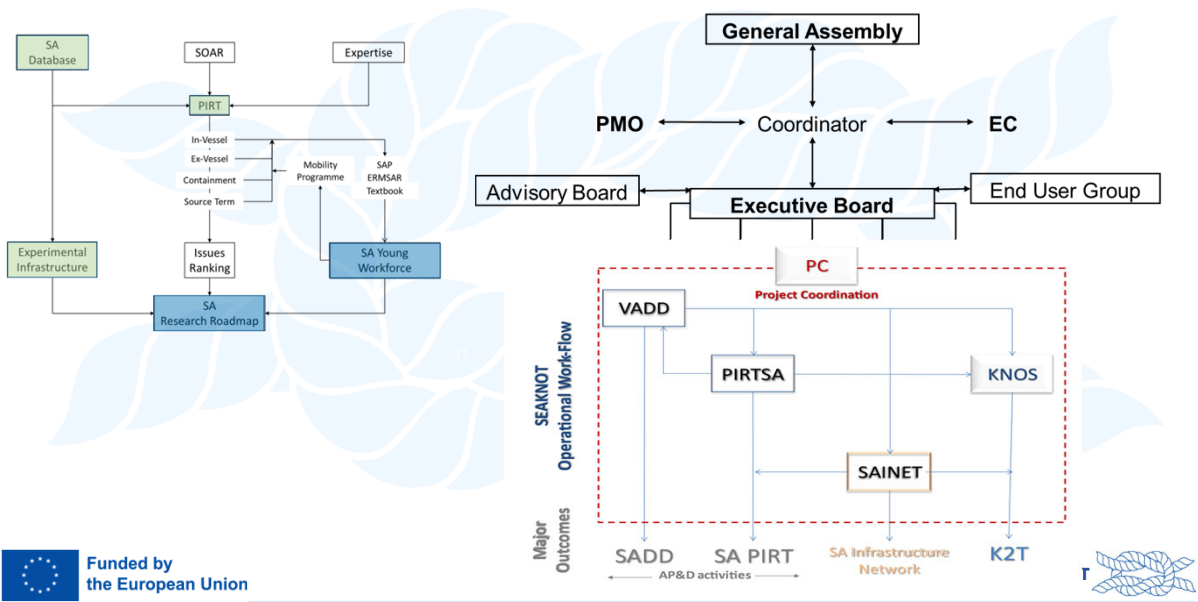 SA
Database
SOAR
Expertise
PIRT
In-Vessel
Ex-Vessel
Containment
Source Term
Mobility
Programme
SAP
ERMSAR
Textbook
Experimental
Infrastructure
Issues
Ranking
SA Young
Workforce
SA
Research Roadmap
General Assembly
PMO
Coordinator
EC
Advisory Board
Executive Board
End User Group
PC
Project Coordination
VADD
PIRTSA
KNOS
SAINET
SEAKNOT
Operational Work-Flow
Major
Outcomes
SADD
SA PIRT
SA Infrastructure
Network
K2T
AP&D activities
Funded by
the European Union
T